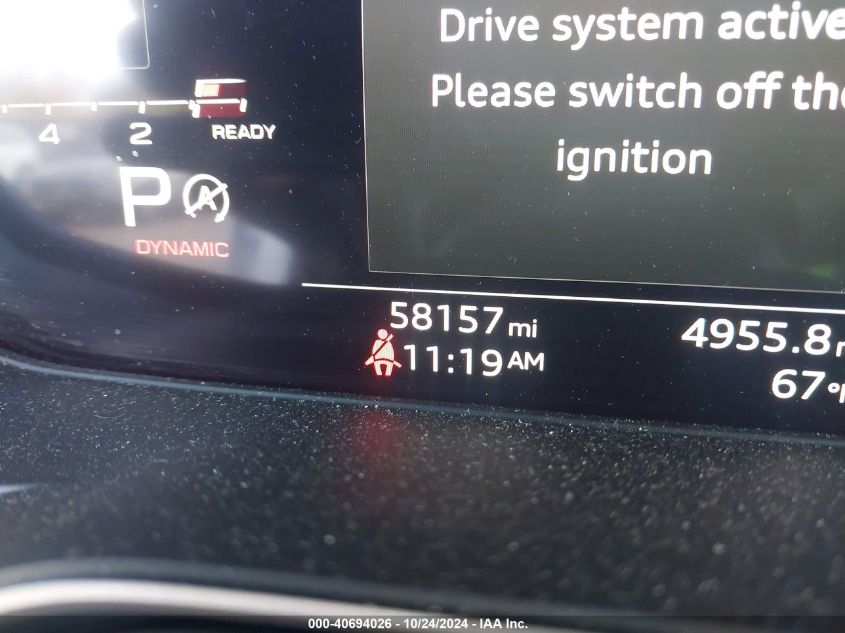 Drive system active
Please switch off the
ignition
4 2 READY
P A
DYNAMIC
58157 mi
4955.8
11:19 AM
67°F
000-40694026 - 10/24/2024 - IAA Inc.